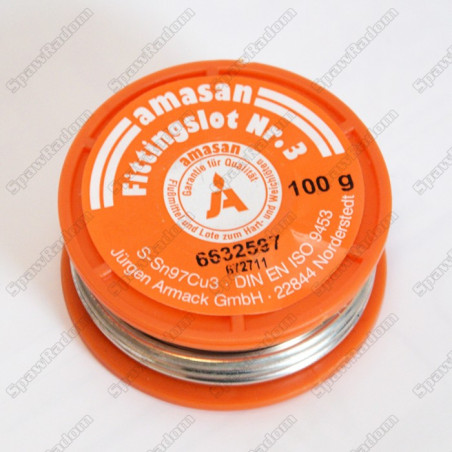 amasan
Fittingslot Nr.3
amasan
Garantie für Qualität
Flußmittel und Lote zum Hart- und Weichlöten
100 g
6632597
672711
S-Sn97Cu3 · DIN EN ISO 9453
Jürgen Armack GmbH · 22844 Norderstedt
SpawRadom